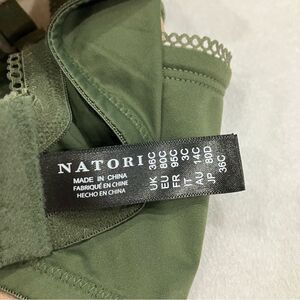 NATORI
MADE IN CHINA
FABRIQUÉ EN CHINE
HECHO EN CHINA
UK 36C
EU 80C
FR 95C
IT 3C
AU 14C
JP 80D
36C